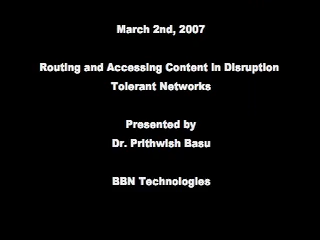 March 2nd, 2007
Routing and Accessing Content in Disruption
Tolerant Networks
Presented by
Dr. Prithwish Basu
BBN Technologies